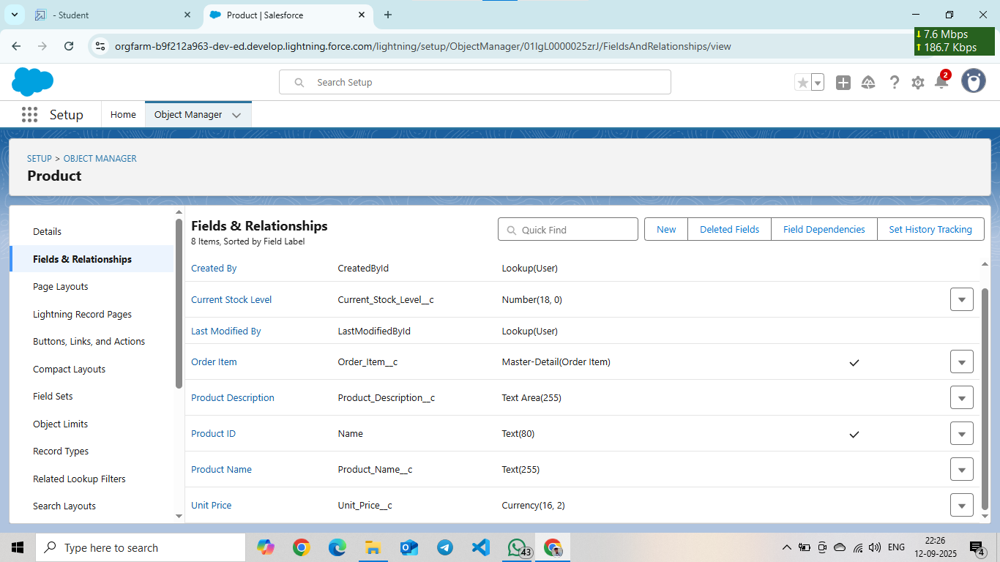 - Student
Product | Salesforce
orgfarm-b9f212a963-dev-ed.develop.lightning.force.com/lightning/setup/ObjectManager/01IgL0000025zrJ/FieldsAndRelationships/view
7.6 Mbps
186.7 Kbps
Search Setup
2
Setup
Home
Object Manager
SETUP > OBJECT MANAGER
Product
Details
Fields & Relationships
Page Layouts
Lightning Record Pages
Buttons, Links, and Actions
Compact Layouts
Field Sets
Object Limits
Record Types
Related Lookup Filters
Search Layouts
Fields & Relationships
8 Items, Sorted by Field Label
Quick Find
New
Deleted Fields
Field Dependencies
Set History Tracking
Created By CreatedById Lookup(User)
Current Stock Level Current_Stock_Level__c Number(18, 0)
Last Modified By LastModifiedById Lookup(User)
Order Item Order_Item__c Master-Detail(Order Item)
Product Description Product_Description__c Text Area(255)
Product ID Name Text(80)
Product Name Product_Name__c Text(255)
Unit Price Unit_Price__c Currency(16, 2)
Type here to search
43
ENG
22:26
12-09-2025
4